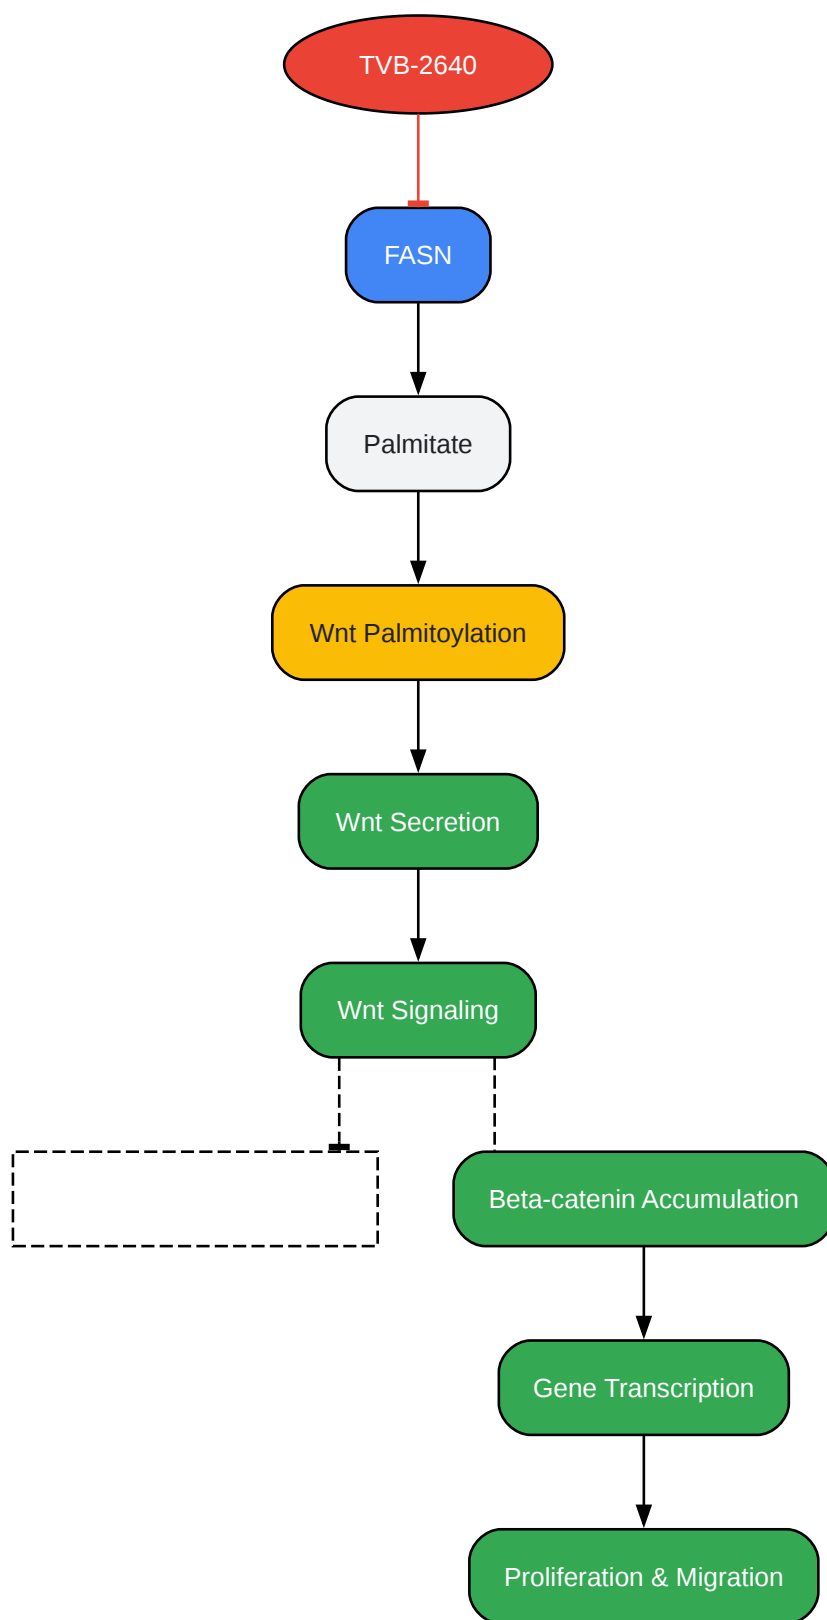 TVB-2640
FASN
Palmitate
Wnt Palmitoylation
Wnt Secretion
Wnt Signaling
Beta-catenin Accumulation
Gene Transcription
Proliferation & Migration